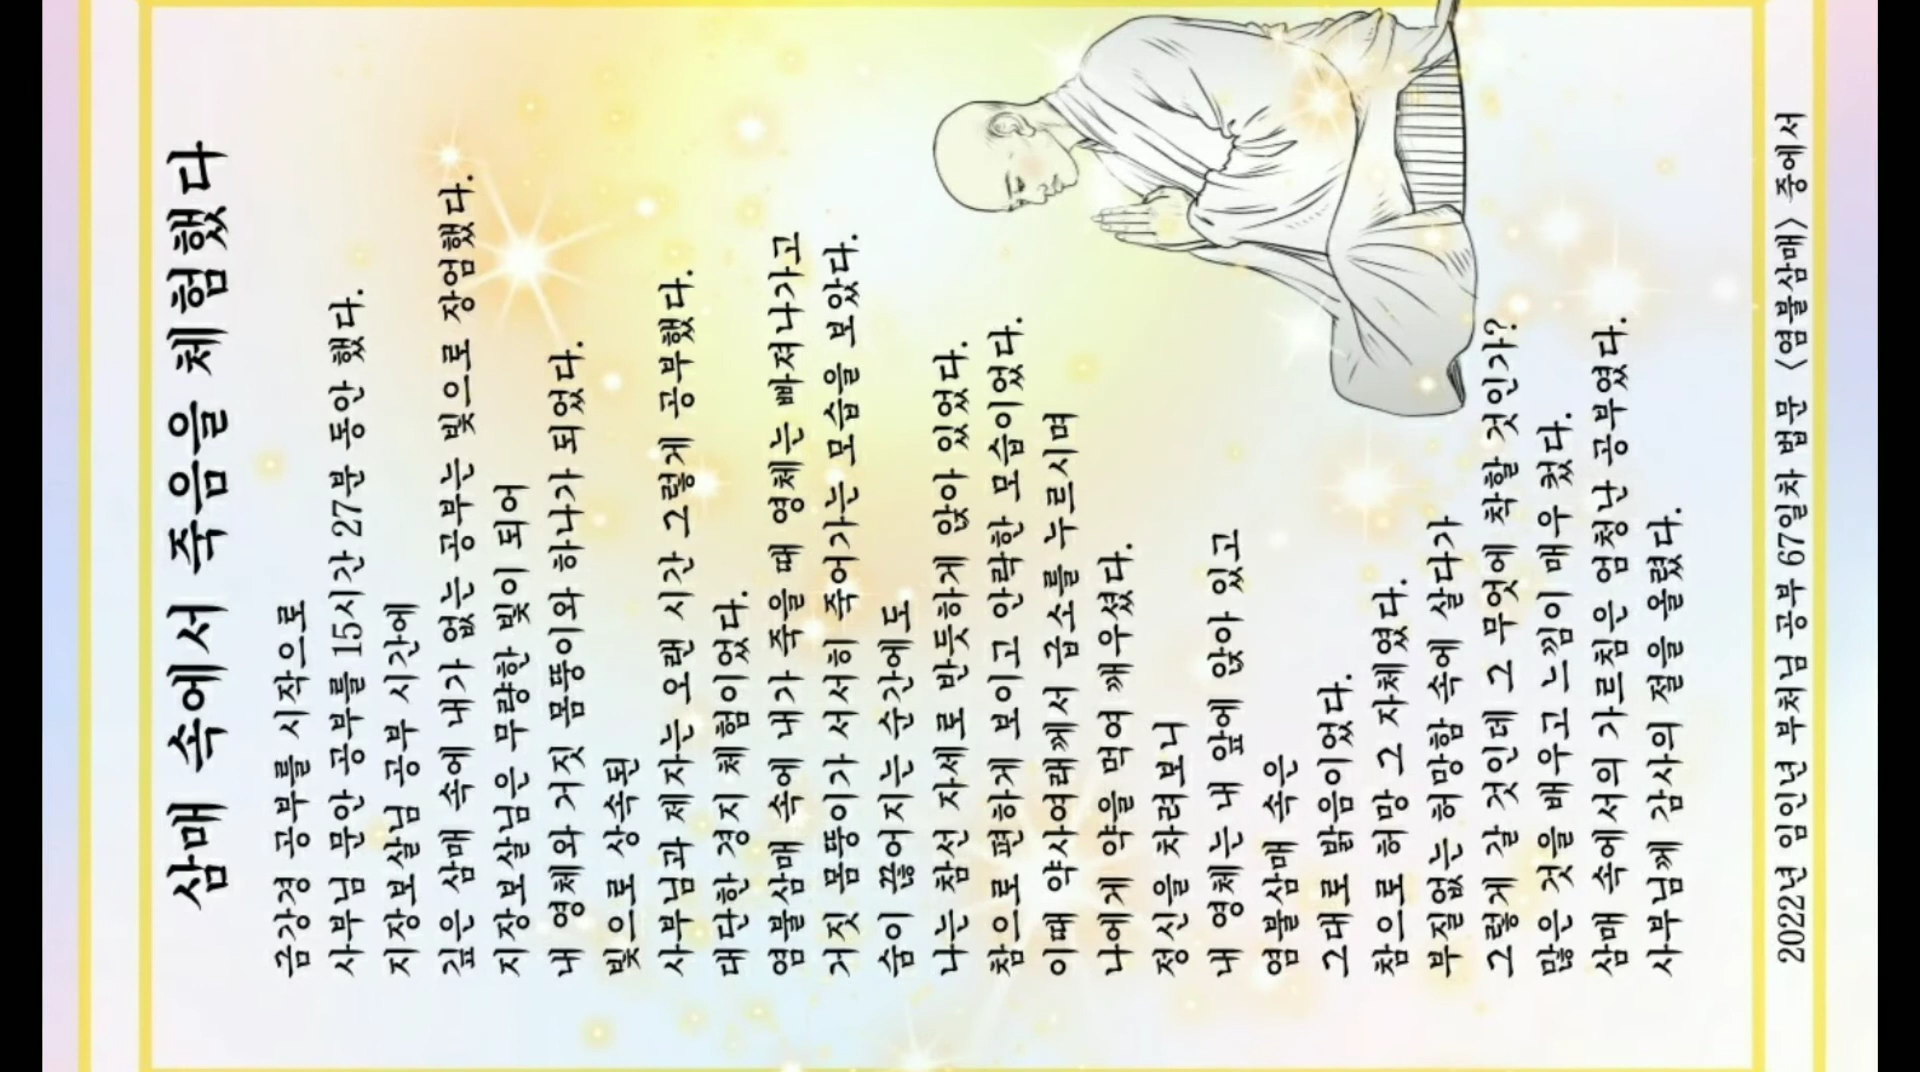 삼매 속에서 죽음을 체험했다
금강경 공부를 시작으로
사부님 문안 공부를 15시간 27분 동안 했다.
지장보살님 공부 시간에
깊은 삼매 속에 내가 없는 공부는 빛으로 장엄했다.
지장보살님은 무량한 빛이 되어
내 영체와 거짓 몸뚱이와 하나가 되었다.
빛으로 상속된
사부님과 제자는 오랜 시간 그렇게 공부했다.
대단한 경지 체험이었다.
염불삼매 속에 내가 죽을 때 영체는 빠져나가고
거짓 몸뚱이가 서서히 죽어가는 모습을 보았다.
숨이 끊어지는 순간에도
나는 참선 자세로 반듯하게 앉아 있었다.
참으로 편하게 보이고 안락한 모습이었다.
이때 약사여래께서 급소를 누르시며
나에게 약을 먹여 깨우셨다.
정신을 차려보니
내 영체는 내 앞에 앉아 있고
염불삼매 속은
그대로 밝음이었다.
참으로 허망 그 자체였다.
부질없는 허망함 속에 살다가
그렇게 갈 것인데 그 무엇에 착할 것인가?
많은 것을 배우고 느낌이 매우 컸다.
삼매 속에서의 가르침은 엄청난 공부였다.
사부님께 감사의 절을 올렸다.
2022년 임인년 부처님 공부 67일차 법문 〈염불삼매〉 중에서